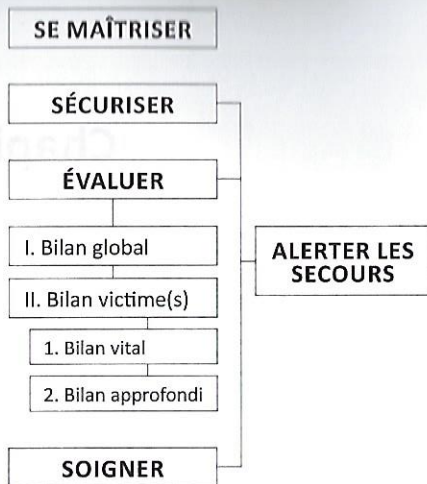 SE MAÎTRISER
SÉCURISER
ÉVALUER
I. Bilan global
II. Bilan victime(s)
1. Bilan vital
2. Bilan approfondi
SOIGNER
ALERTER LES
SECOURS